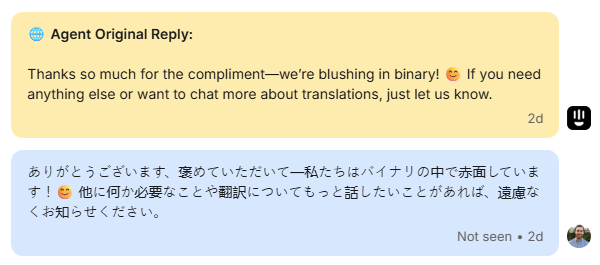 🌐 Agent Original Reply:
Thanks so much for the compliment—we're blushing in binary! 😊 If you need
anything else or want to chat more about translations, just let us know.
2d
ありがとうございます、褒めていただいて—私たちはバイナリの中で赤面していま
す！😊 他に何か必要なことや翻訳についてもっと話したいことがあれば、遠慮な
くお知らせください。
Not seen • 2d